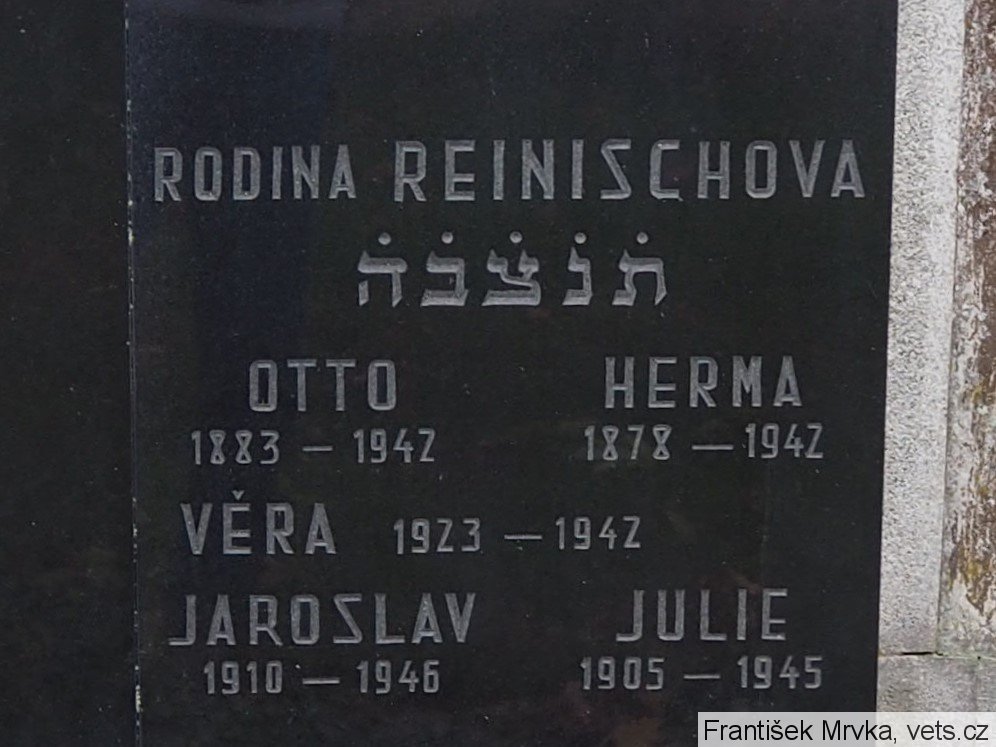 RODINA REINISCHOVA
תׄנׄצׄבׄהׄ
OTTO HERMA
1883 – 1942 1878 – 1942
VĚRA 1923 – 1942
JAROSLAV JULIE
1910 – 1946 1905 – 1945
František Mrvka, vets.cz